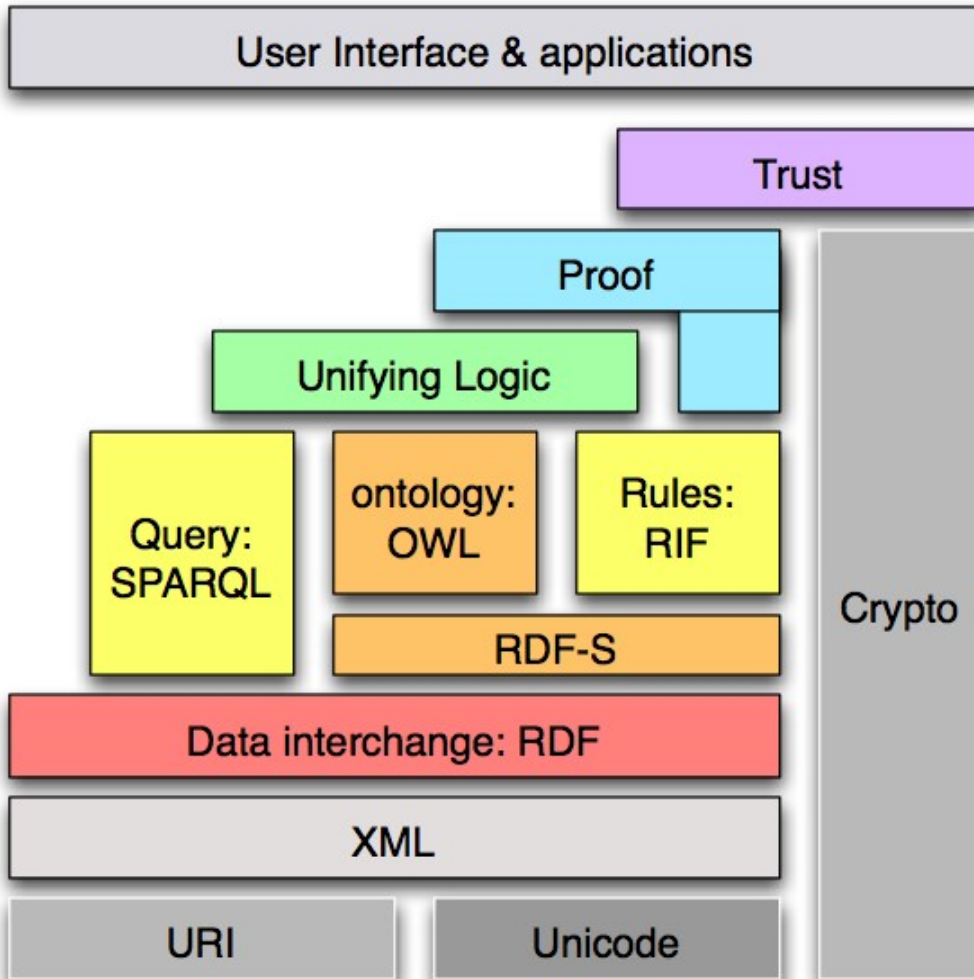 User Interface & applications
Trust
Proof
Unifying Logic
Query:
SPARQL
ontology:
OWL
Rules:
RIF
Crypto
RDF-S
Data interchange: RDF
XML
URI
Unicode